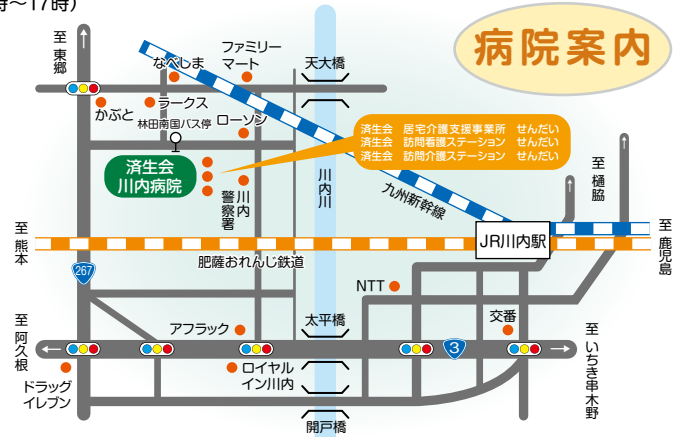 時～17時）
病院案内
至 東郷
なべしま
ファミリー
マート
天大橋
かぶと
ラークス
林田南国バス停
ローソン
済生会　居宅介護支援事業所　せんだい
済生会　訪問看護ステーション　せんだい
済生会　訪問介護ステーション　せんだい
済生会
川内病院
川内
警察署
川内川
九州新幹線
至 樋脇
至 熊本
JR川内駅
至 鹿児島
肥薩おれんじ鉄道
267
NTT
至 阿久根
アフラック
太平橋
交番
3
至 いちき串木野
ドラッグ
イレブン
ロイヤル
イン川内
開戸橋